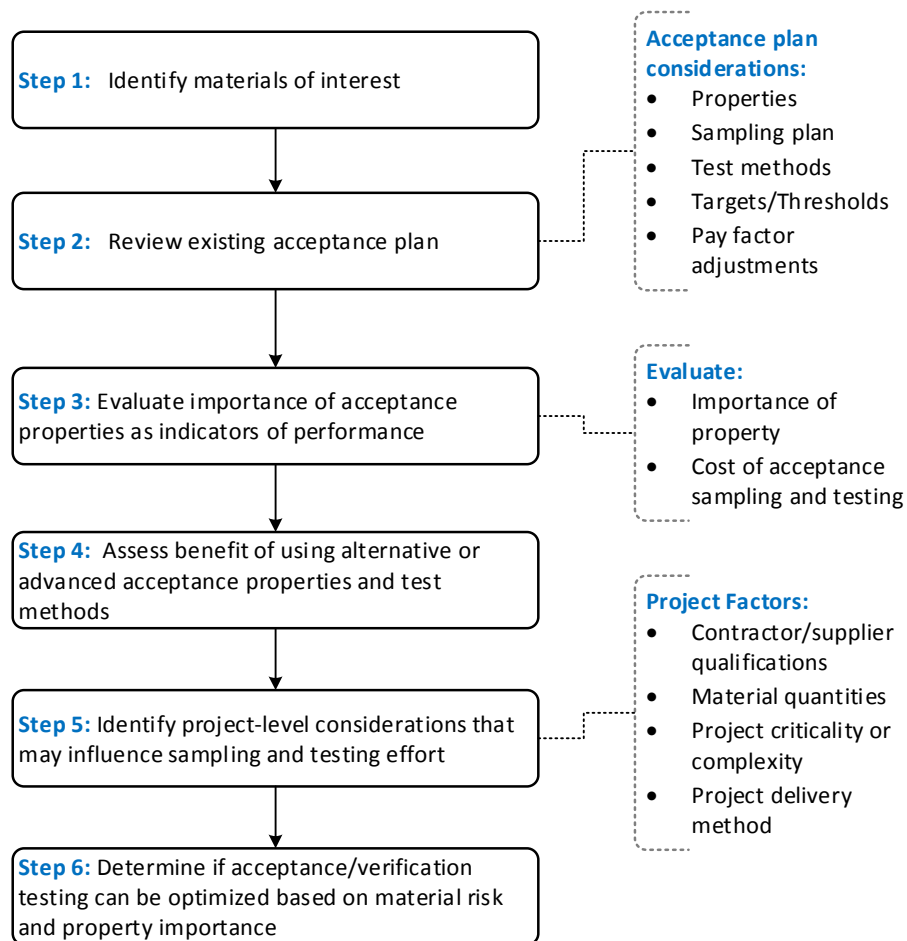 Step 1: Identify materials of interest
Acceptance plan
considerations:
• Properties
• Sampling plan
• Test methods
• Targets/Thresholds
• Pay factor
adjustments
Step 2: Review existing acceptance plan
Step 3: Evaluate importance of acceptance
properties as indicators of performance
Evaluate:
• Importance of
property
• Cost of acceptance
sampling and testing
Step 4: Assess benefit of using alternative or
advanced acceptance properties and test
methods
Step 5: Identify project-level considerations that
may influence sampling and testing effort
Project Factors:
• Contractor/supplier
qualifications
• Material quantities
• Project criticality or
complexity
• Project delivery
method
Step 6: Determine if acceptance/verification
testing can be optimized based on material risk
and property importance